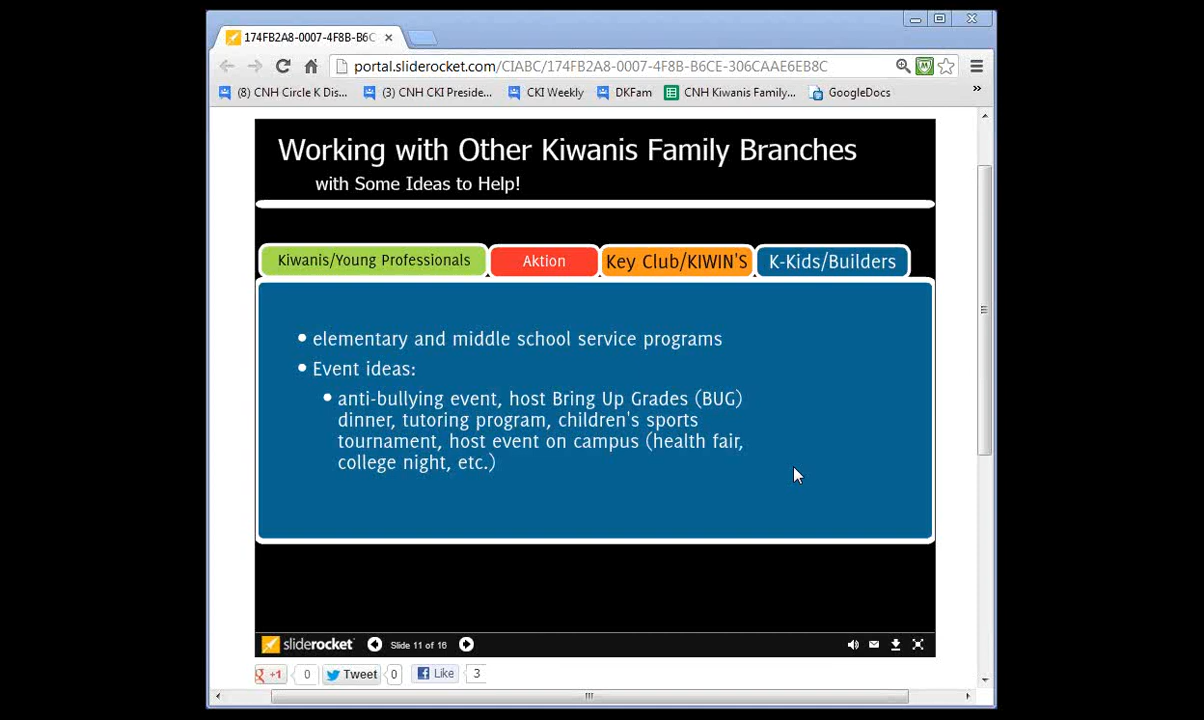 174FB2A8-0007-4F8B-B6C
portal.sliderocket.com/CIABC/174FB2A8-0007-4F8B-B6CE-306CAAE6EB8C
(8) CNH Circle K Dis...
(3) CNH CKI Preside...
CKI Weekly
DKFam
CNH Kiwanis Family...
GoogleDocs
»
Working with Other Kiwanis Family Branches
with Some Ideas to Help!
Kiwanis/Young Professionals
Aktion
Key Club/KIWIN'S
K-Kids/Builders
• elementary and middle school service programs
• Event ideas:
• anti-bullying event, host Bring Up Grades (BUG)
dinner, tutoring program, children's sports
tournament, host event on campus (health fair,
college night, etc.)
sliderocket
Slide 11 of 16
g +1
0
Tweet
0
Like
3